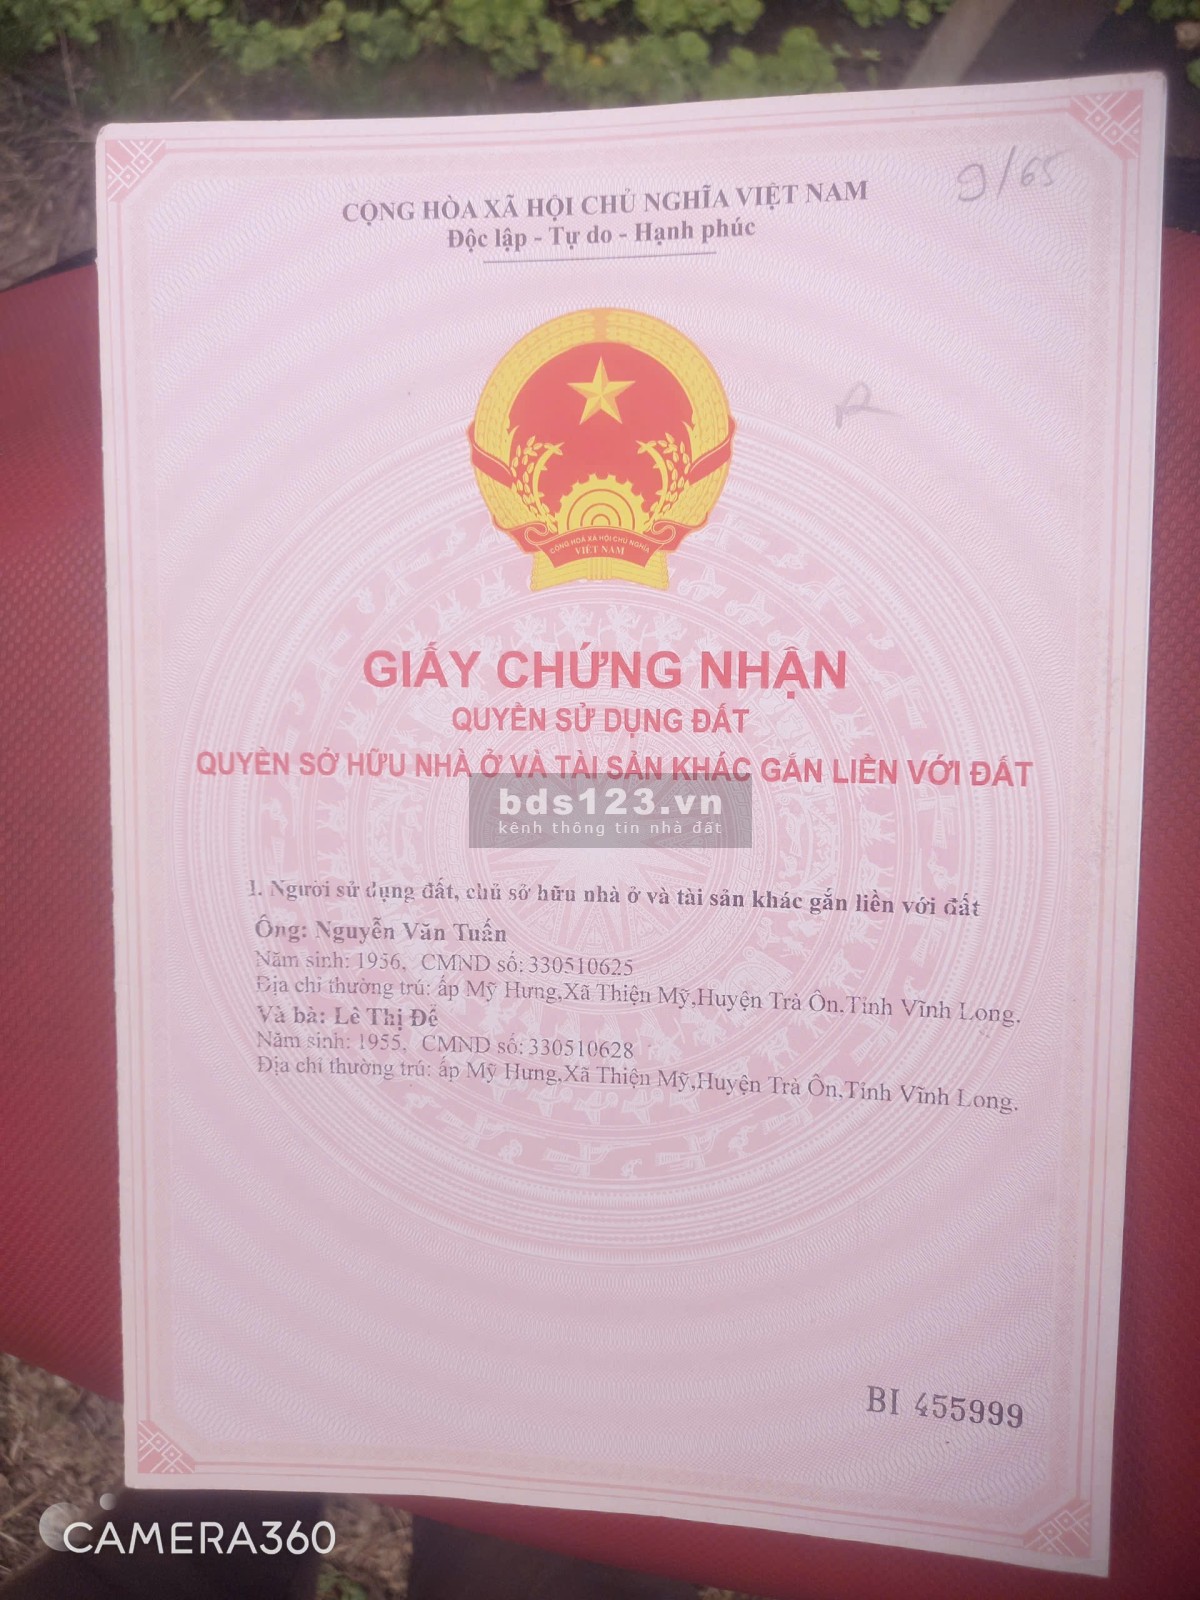 9/65
CỘNG HÒA XÃ HỘI CHỦ NGHĨA VIỆT NAM
Độc lập - Tự do - Hạnh phúc
CỘNG HOÀ XÃ HỘI CHỦ NGHĨA
VIỆT NAM
GIẤY CHỨNG NHẬN
QUYỀN SỬ DỤNG ĐẤT
QUYỀN SỞ HỮU NHÀ Ở VÀ TÀI SẢN KHÁC GẮN LIỀN VỚI ĐẤT
bds123.vn
kênh thông tin nhà đất
I. Người sử dụng đất, chủ sở hữu nhà ở và tài sản khác gắn liền với đất
Ông: Nguyễn Văn Tuấn
Năm sinh: 1956, CMND số: 330510625
Địa chỉ thường trú: ấp Mỹ Hưng,Xã Thiện Mỹ,Huyện Trà Ôn,Tỉnh Vĩnh Long.
Và bà: Lê Thị Để
Năm sinh: 1955, CMND số: 330510628
Địa chỉ thường trú: ấp Mỹ Hưng,Xã Thiện Mỹ,Huyện Trà Ôn,Tỉnh Vĩnh Long.
BI 455999
CAMERA360